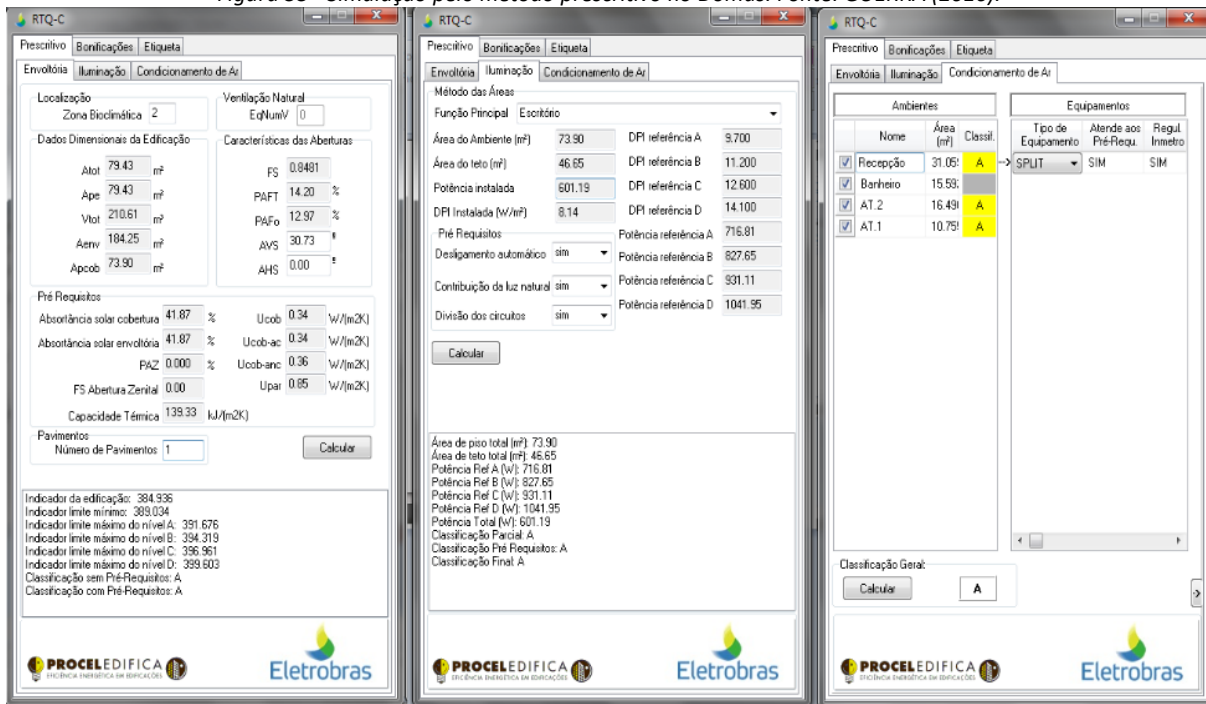 RTQ-C
Prescritivo Bonificações Etiqueta
Envoltória Iluminação Condicionamento de Ar
Localização
Zona Bioclimática 2
Ventilação Natural
EqNumV 0
Dados Dimensionais da Edificação
Atot 79.43 m²
Ape 79.43 m²
Vtot 210.61 m³
Aenv 184.25 m²
Apcob 73.90 m²
Características das Aberturas
FS 0.8481
PAFT 14.20 %
PAFo 12.97 %
AVS 30.73 °
AHS 0.00 °
Pré Requisitos
Absortância solar cobertura 41.87 %
Absortância solar envoltória 41.87 %
PAZ 0.000 %
FS Abertura Zenital 0.00
Capacidade Térmica 139.33 kJ/(m2K)
Ucob 0.34 W/(m2K)
Ucob-ac 0.34 W/(m2K)
Ucob-anc 0.36 W/(m2K)
Upar 0.85 W/(m2K)
Pavimentos
Número de Pavimentos 1
Calcular
Indicador da edificação: 384.936
Indicador limite mínimo: 389.034
Indicador limite máximo do nível A: 391.676
Indicador limite máximo do nível B: 394.319
Indicador limite máximo do nível C: 396.961
Indicador limite máximo do nível D: 399.603
Classificação sem Pré-Requisitos: A
Classificação com Pré-Requisitos: A
PROCELEDIFICA
EFICIÊNCIA ENERGÉTICA EM EDIFICAÇÕES
Eletrobras
RTQ-C
Prescritivo Bonificações Etiqueta
Envoltória Iluminação Condicionamento de Ar
Método das Áreas
Função Principal Escritório
Área do Ambiente (m²) 73.90
Área do teto (m²) 46.65
Potência instalada 601.19
DPI Instalada (W/m²) 8.14
DPI referência A 9.700
DPI referência B 11.200
DPI referência C 12.600
DPI referência D 14.100
Potência referência A 716.81
Potência referência B 827.65
Potência referência C 931.11
Potência referência D 1041.95
Pré Requisitos
Desligamento automático sim
Contribuição da luz natural sim
Divisão dos circuitos sim
Calcular
Área de piso total (m²): 73.90
Área de teto total (m²): 46.65
Potência Ref A (W): 716.81
Potência Ref B (W): 827.65
Potência Ref C (W): 931.11
Potência Ref D (W): 1041.95
Potência Total (W): 601.19
Classificação Parcial: A
Classificação Pré Requisitos: A
Classificação Final: A
PROCELEDIFICA
EFICIÊNCIA ENERGÉTICA EM EDIFICAÇÕES
Eletrobras
RTQ-C
Prescritivo Bonificações Etiqueta
Envoltória Iluminação Condicionamento de Ar
Ambientes
Nome Área (m²) Classif.
Recepção 31.05 A
Banheiro 15.59
AT.2 16.49 A
AT.1 10.75 A
Equipamentos
Tipo de Equipamento Atende aos Pré-Requ. Regul. Inmetro
--> SPLIT SIM SIM
Classificação Geral:
Calcular A
PROCELEDIFICA
EFICIÊNCIA ENERGÉTICA EM EDIFICAÇÕES
Eletrobras